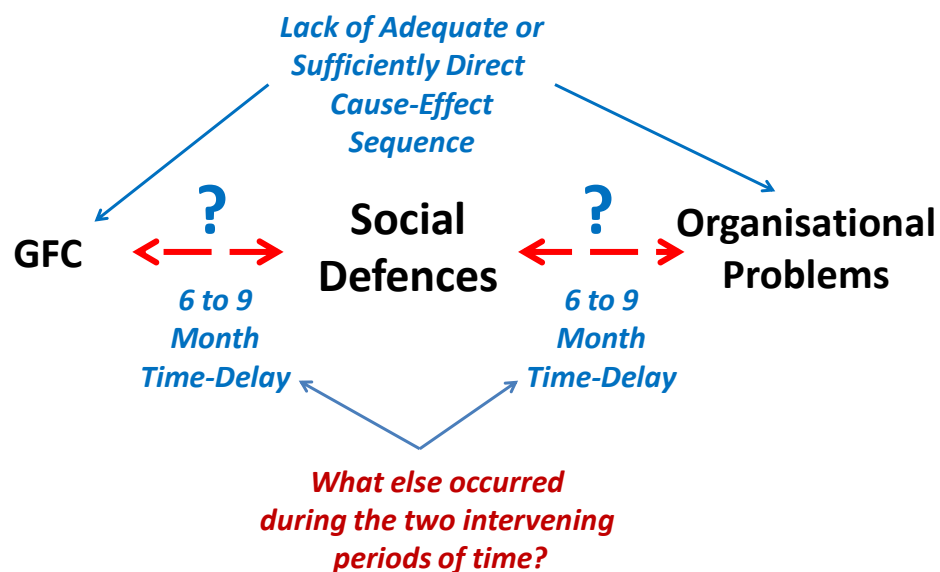 Lack of Adequate or
Sufficiently Direct
Cause-Effect
Sequence
?
?
GFC
Social
Defences
Organisational
Problems
6 to 9
Month
Time-Delay
6 to 9
Month
Time-Delay
What else occurred
during the two intervening
periods of time?